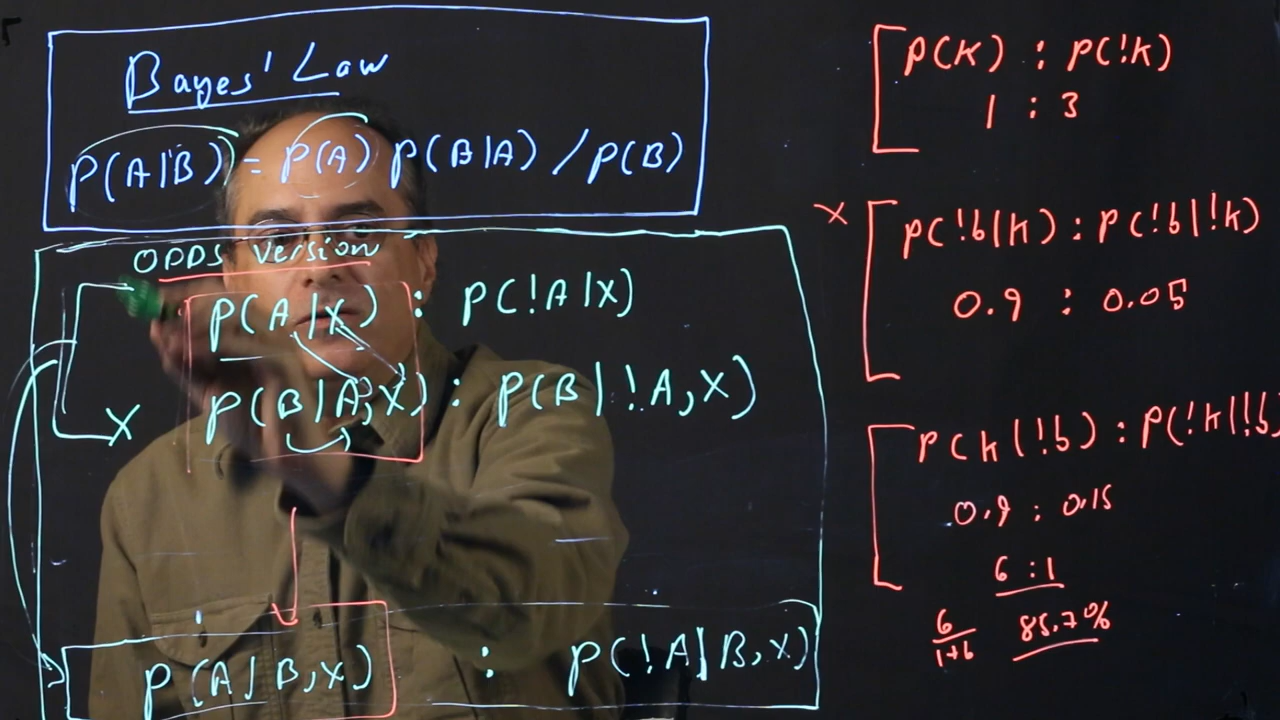 Bayes' Law
P(A|B) = P(A) P(B|A) / P(B)
ODDS Version
P(A|X) : P(!A|X)
X P(B|A,X) : P(B|!A,X)
P(A|B,X) : P(!A|B,X)
P(K) : P(!K)
1 : 3
X P(!b|K) : P(!b|!K)
0.9 : 0.05
P(K|!b) : P(!K|!b
0.9 : 0.15
6 : 1
6
1+6 85.7%